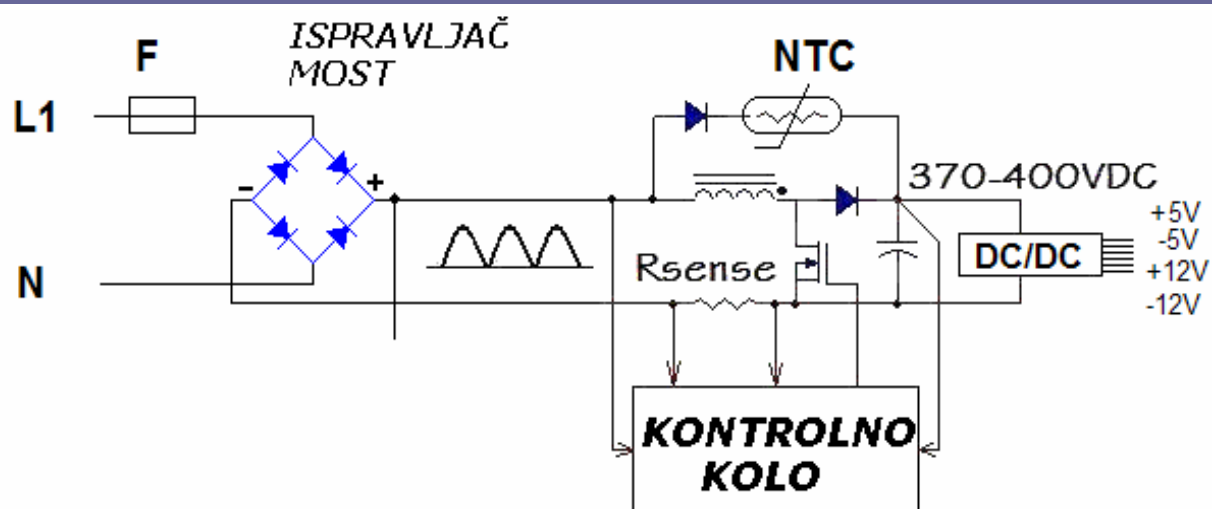 F
ISPRAVLJAČ
MOST
NTC
L1
370-400VDC
- +
+5V
-5V
+12V
-12V
DC/DC
N
Rsense
KONTROLNO
KOLO